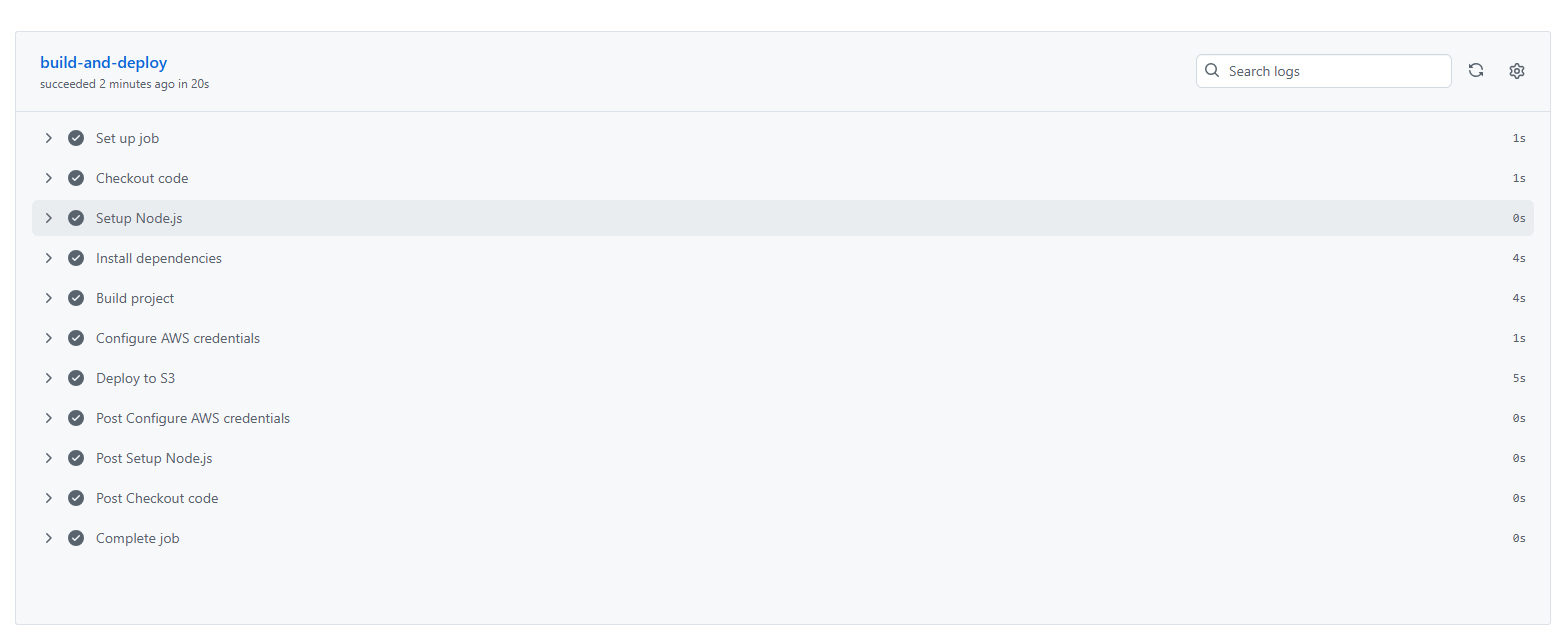 build-and-deploy
succeeded 2 minutes ago in 20s
Search logs
Set up job 1s
Checkout code 1s
Setup Node.js 0s
Install dependencies 4s
Build project 4s
Configure AWS credentials 1s
Deploy to S3 5s
Post Configure AWS credentials 0s
Post Setup Node.js 0s
Post Checkout code 0s
Complete job 0s